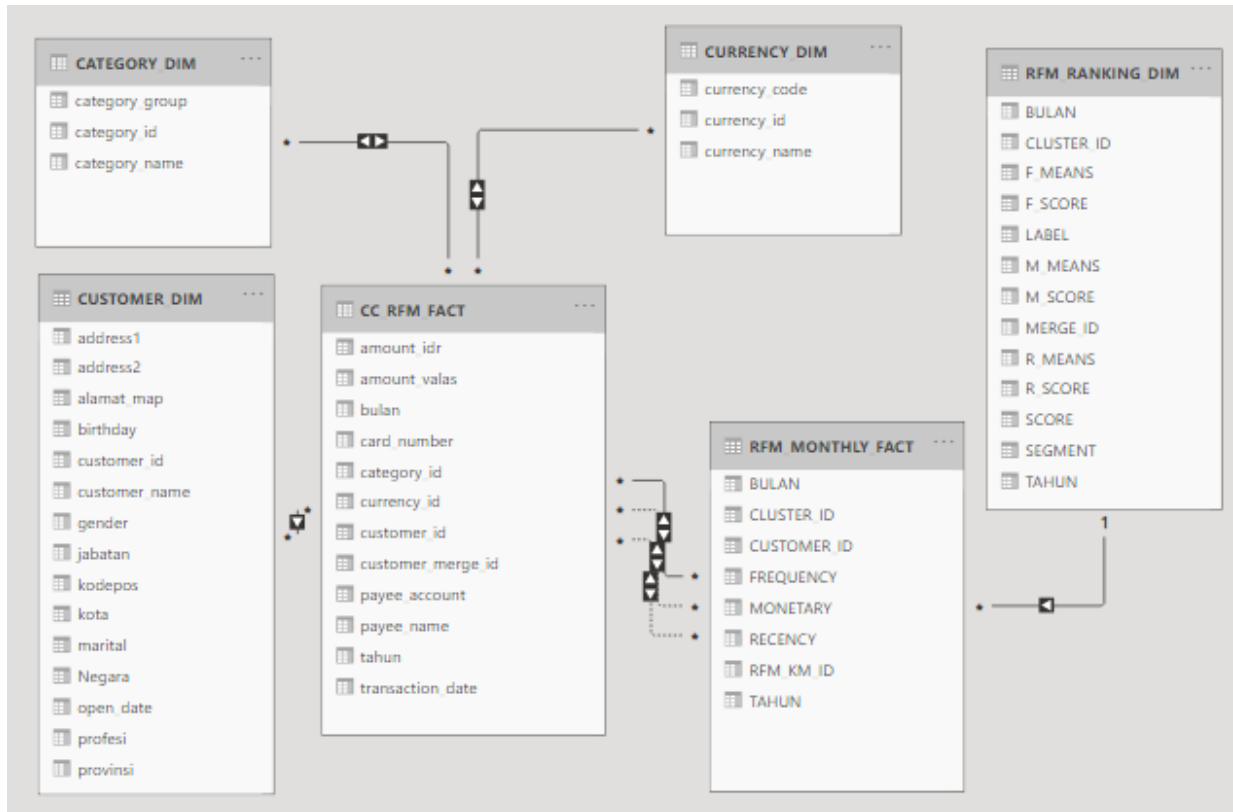 CATEGORY_DIM
category_group
category_id
category_name
CURRENCY_DIM
currency_code
currency_id
currency_name
RFM_RANKING_DIM
BULAN
CLUSTER_ID
F_MEANS
F_SCORE
LABEL
M_MEANS
M_SCORE
MERGE_ID
R_MEANS
R_SCORE
SCORE
SEGMENT
TAHUN
CUSTOMER_DIM
address1
address2
alamat_map
birthday
customer_id
customer_name
gender
jabatan
kodepos
kota
marital
Negara
open_date
profesi
provinsi
CC_RFM_FACT
amount_idr
amount_valas
bulan
card_number
category_id
currency_id
customer_id
customer_merge_id
payee_account
payee_name
tahun
transaction_date
RFM_MONTHLY_FACT
BULAN
CLUSTER_ID
CUSTOMER_ID
FREQUENCY
MONETARY
RECENCY
RFM_KM_ID
TAHUN
1